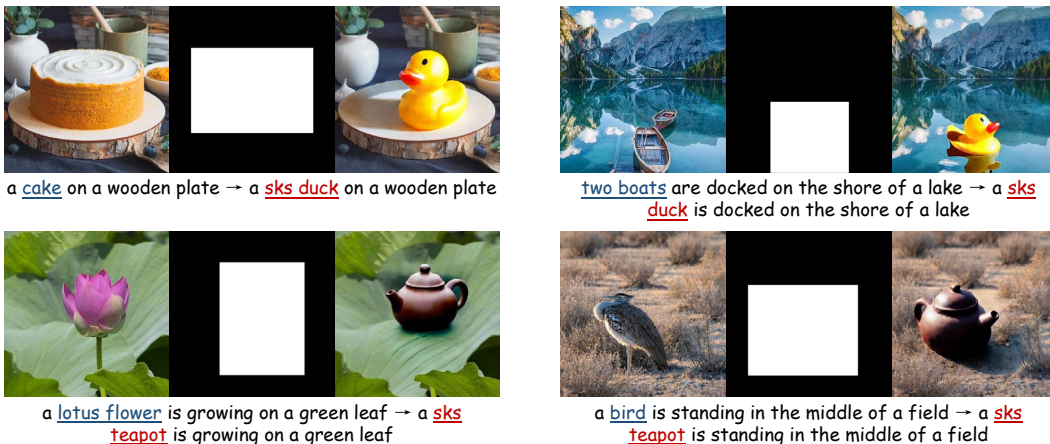 a cake on a wooden plate → a sks duck on a wooden plate
two boats are docked on the shore of a lake → a sks
duck is docked on the shore of a lake
a lotus flower is growing on a green leaf → a sks
teapot is growing on a green leaf
a bird is standing in the middle of a field → a sks
teapot is standing in the middle of a field